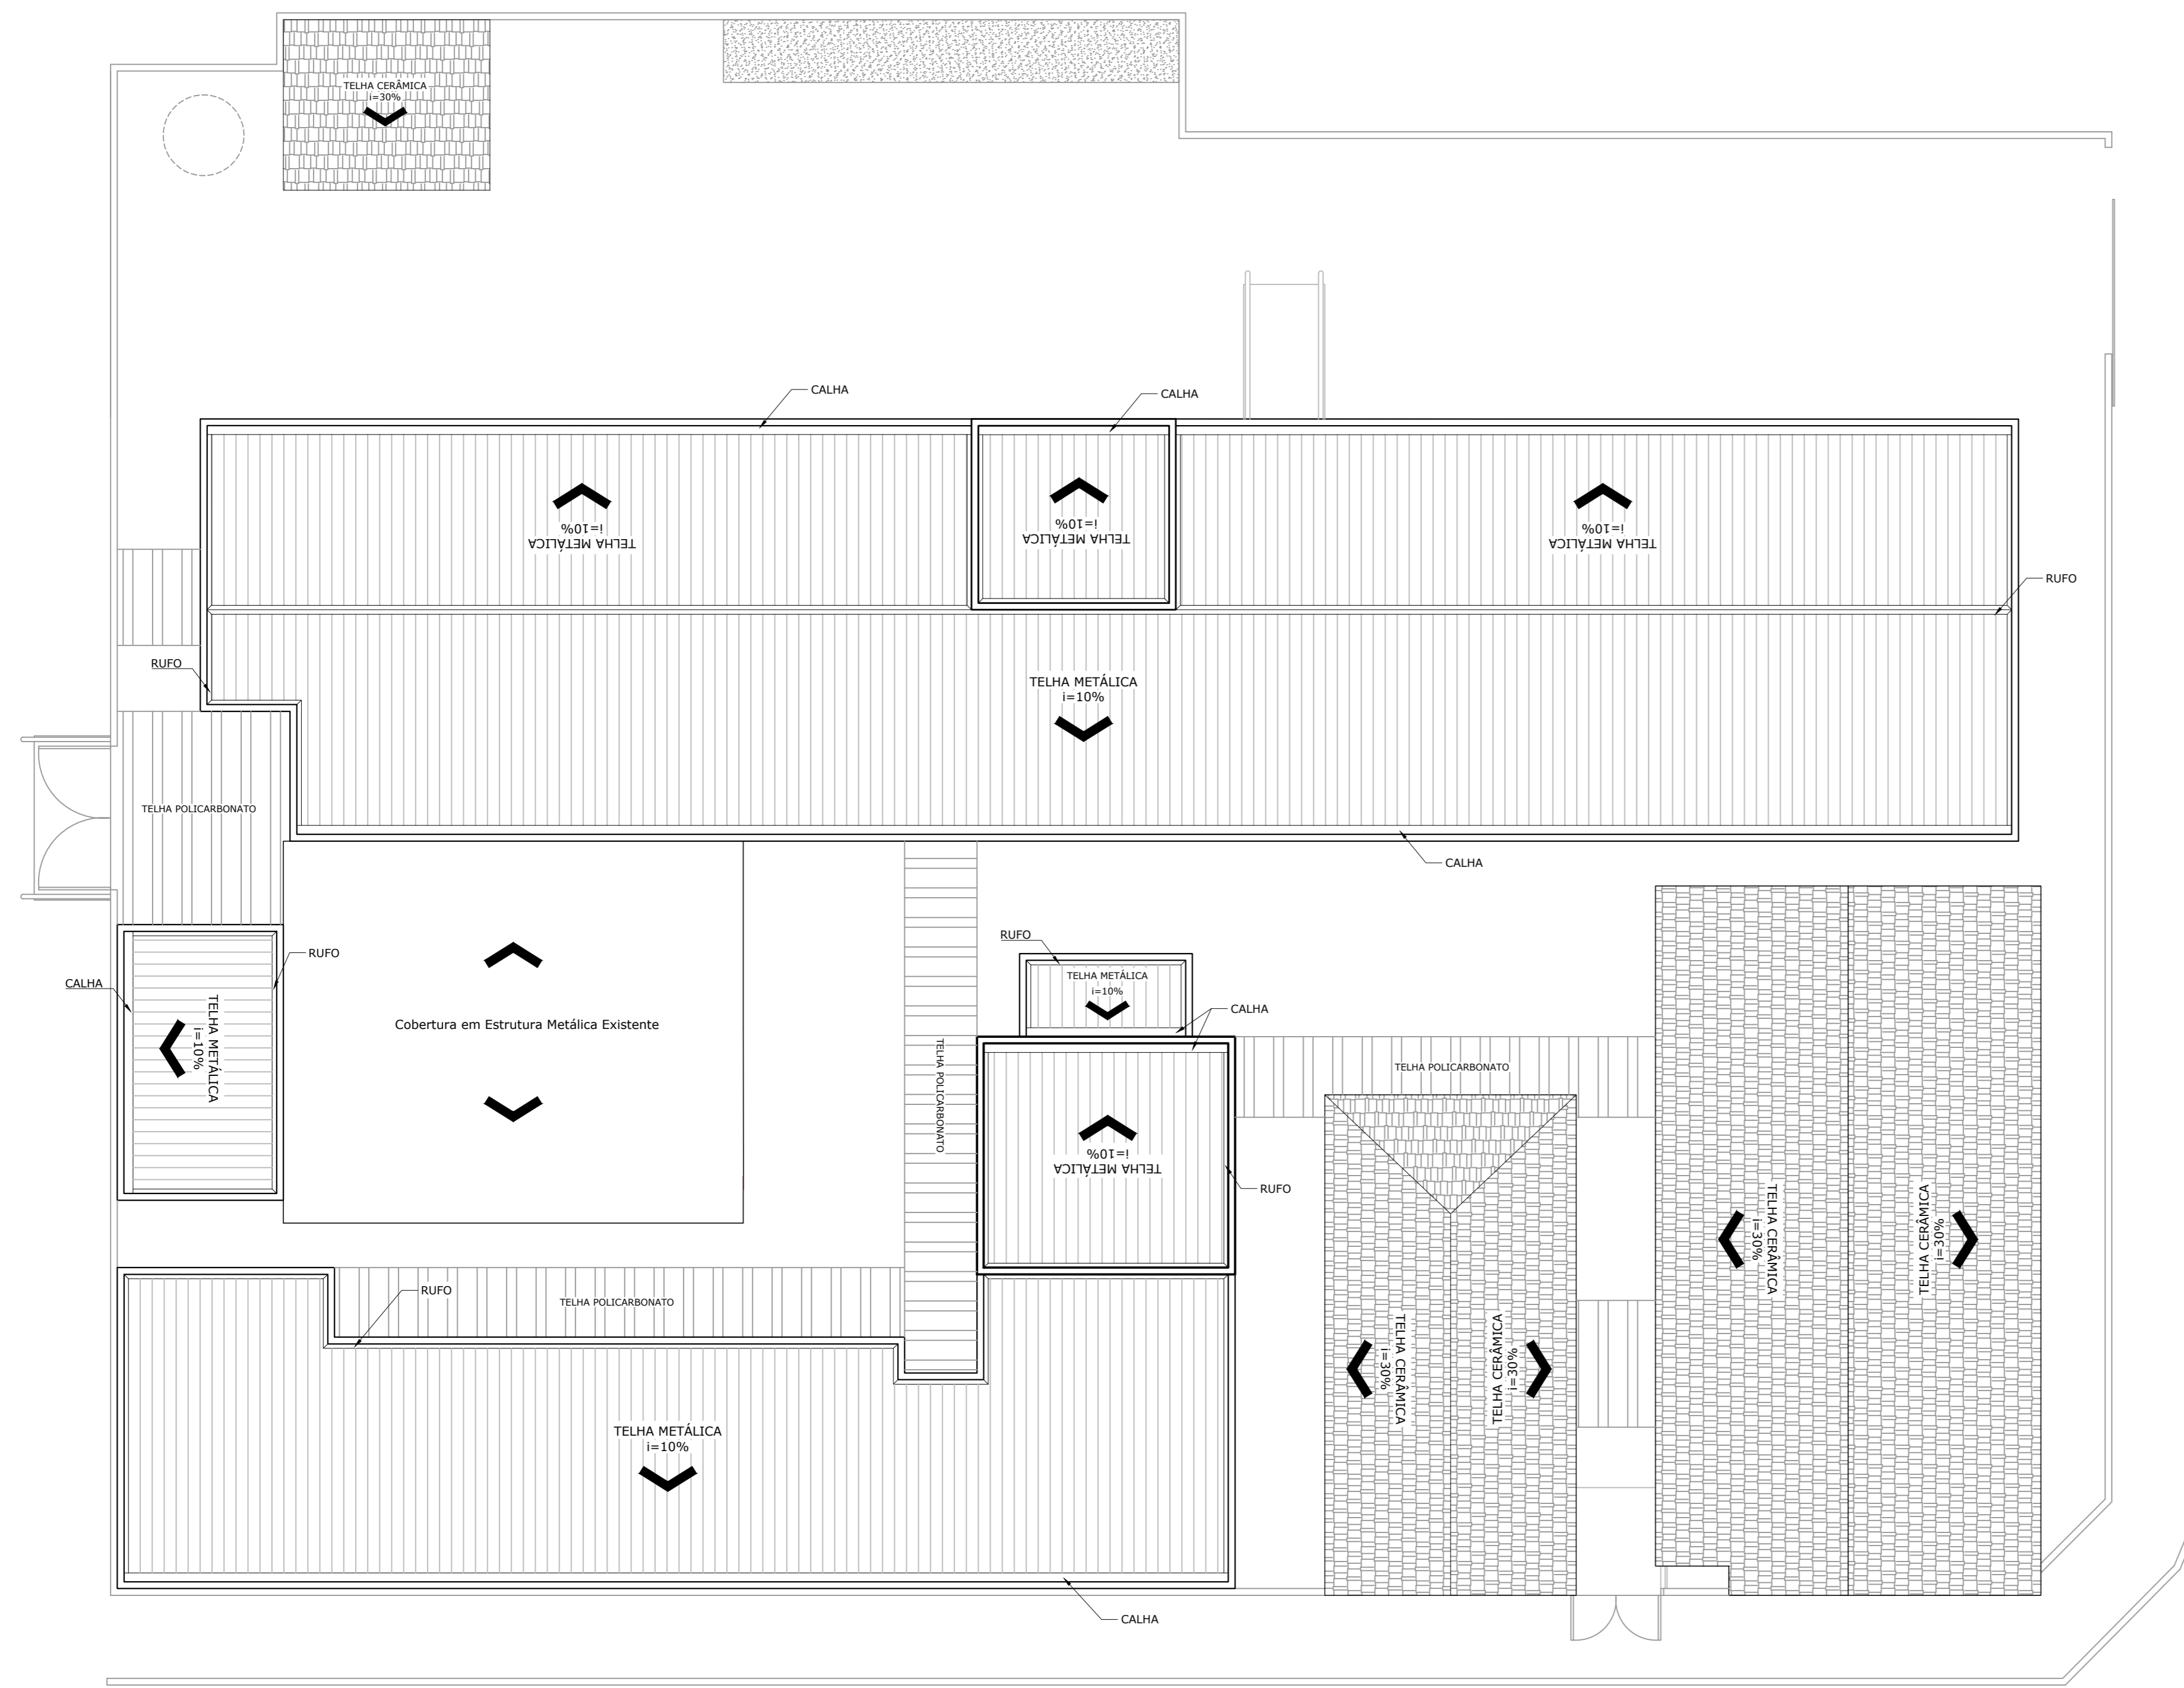 TELHA CERÂMICA
i=30%
CALHA
CALHA
TELHA METÁLICA
i=10%
TELHA METÁLICA
i=10%
TELHA METÁLICA
i=10%
RUFO
RUFO
TELHA METÁLICA
i=10%
TELHA POLICARBONATO
CALHA
RUFO
RUFO
CALHA
TELHA METÁLICA
i=10%
Cobertura em Estrutura Metálica Existente
TELHA METÁLICA
i=10%
CALHA
TELHA POLICARBONATO
TELHA POLICARBONATO
TELHA METÁLICA
i=10%
RUFO
TELHA CERÂMICA
i=30%
TELHA CERÂMICA
i=30%
RUFO
TELHA POLICARBONATO
TELHA CERÂMICA
i=30%
TELHA CERÂMICA
i=30%
TELHA METÁLICA
i=10%
CALHA